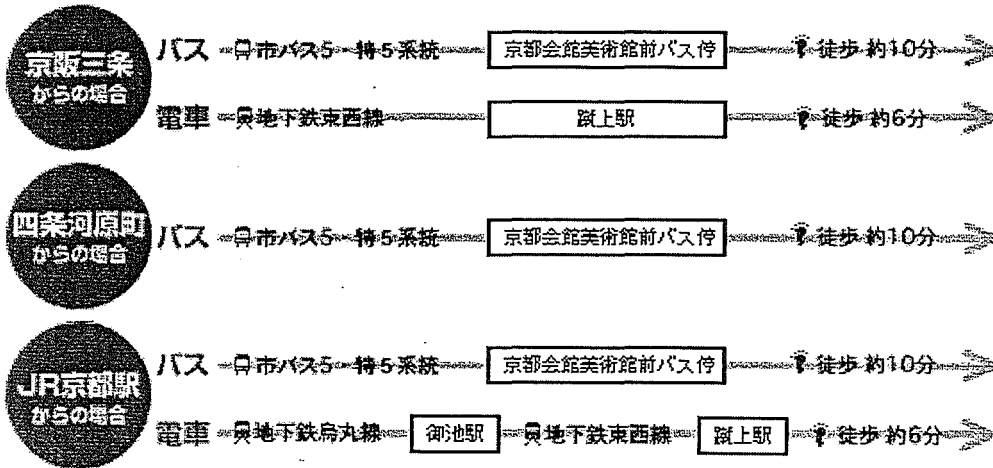 京阪三条
からの場合
バス 市バス5・特5系統 京都会館美術館前バス停 徒歩 約10分
電車 地下鉄東西線 蹴上駅 徒歩 約6分
四条河原町
からの場合
バス 市バス5・特5系統 京都会館美術館前バス停 徒歩 約10分
JR京都駅
からの場合
バス 市バス5・特5系統 京都会館美術館前バス停 徒歩 約10分
電車 地下鉄烏丸線 御池駅 地下鉄東西線 蹴上駅 徒歩 約6分